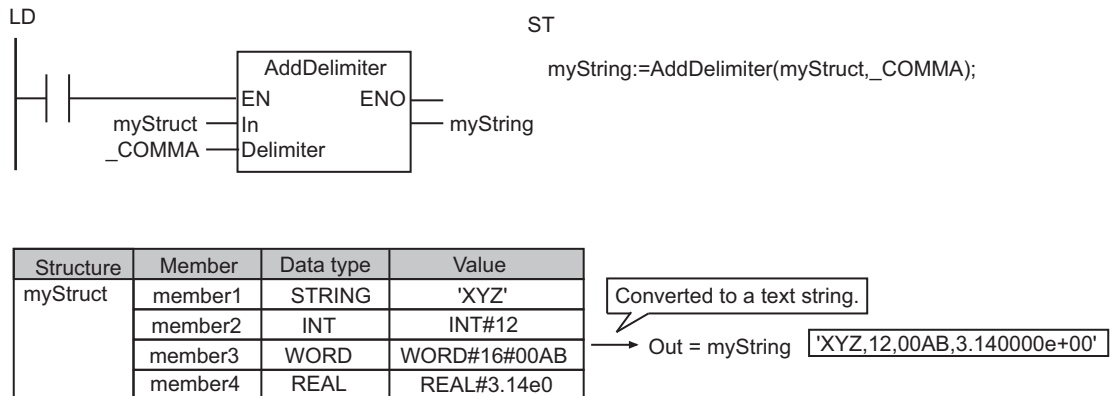 LD
ST
AddDelimiter
myString:=AddDelimiter(myStruct,_COMMA);
EN ENO
myStruct In myString
_COMMA Delimiter
Structure Member Data type Value
myStruct member1 STRING 'XYZ'
Converted to a text string.
member2 INT INT#12
member3 WORD WORD#16#00AB
Out = myString 'XYZ,12,00AB,3.140000e+00'
member4 REAL REAL#3.14e0